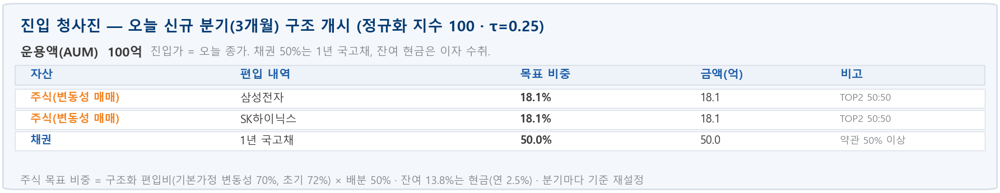 진입 청사진 — 오늘 신규 분기(3개월) 구조 개시 (정규화 지수 100 · τ=0.25)
운용액(AUM) 100억 진입가 = 오늘 종가. 채권 50%는 1년 국고채, 잔여 현금은 이자 수취.
자산 편입 내역 목표 비중 금액(억) 비고
주식(변동성 매매) 삼성전자 18.1% 18.1 TOP2 50:50
주식(변동성 매매) SK하이닉스 18.1% 18.1 TOP2 50:50
채권 1년 국고채 50.0% 50.0 약관 50% 이상
주식 목표 비중 = 구조화 편입비(기본가정 변동성 70%, 초기 72%) × 배분 50% · 잔여 13.8%는 현금(연 2.5%) · 분기마다 기준 재설정